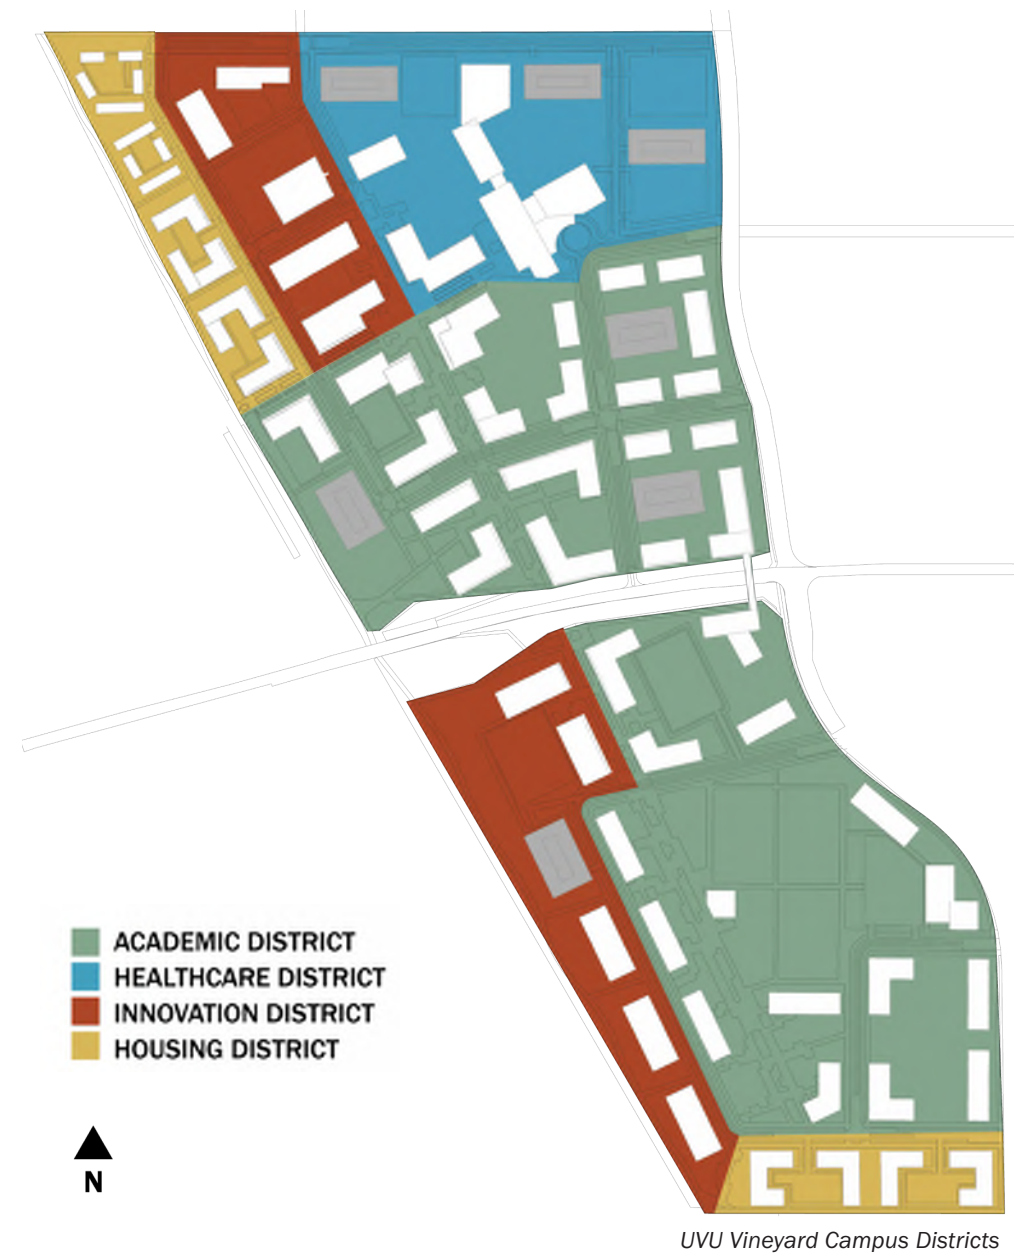 ACADEMIC DISTRICT
HEALTHCARE DISTRICT
INNOVATION DISTRICT
HOUSING DISTRICT
N
UVU Vineyard Campus Districts